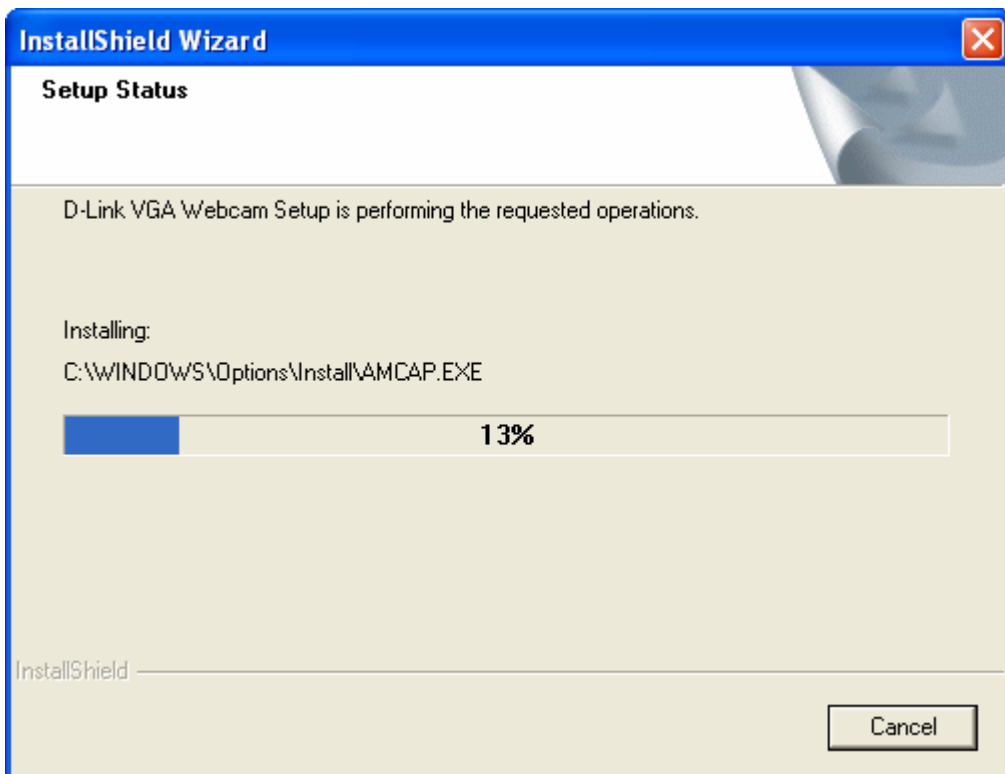 InstallShield Wizard
Setup Status
D-Link VGA Webcam Setup is performing the requested operations.
Installing:
C:\WINDOWS\Options\Install\AMCAP.EXE
13%
InstallShield
Cancel